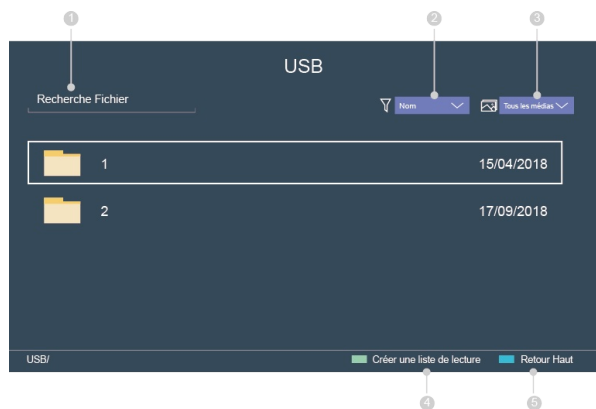 1 2 3
USB
Recherche Fichier
Nom Tous les médias
1 15/04/2018
2 17/09/2018
USB/ Créer une liste de lecture Retour Haut
4 5